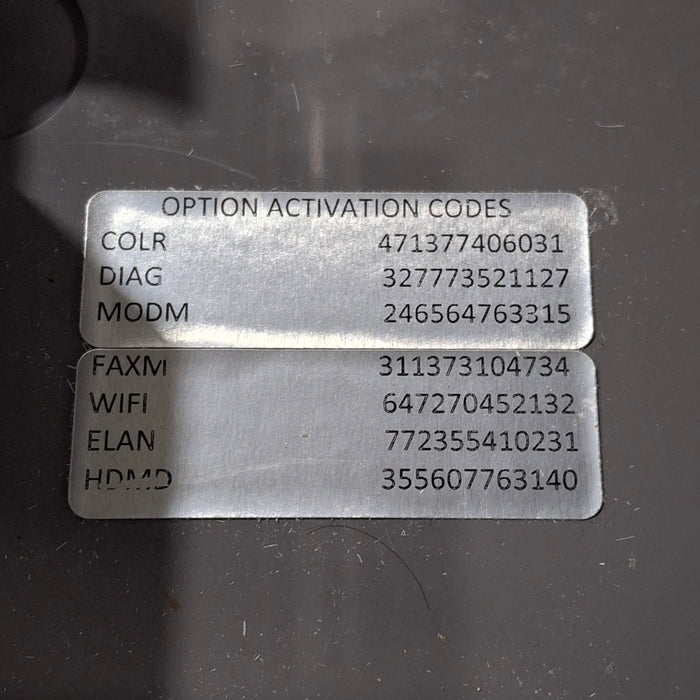 OPTION ACTIVATION CODES
COLR 471377406031
DIAG 327773521127
MODM 246564763315
FAXM 311373104734
WIFI 647270452132
ELAN 772355410231
HDMD 355607763140